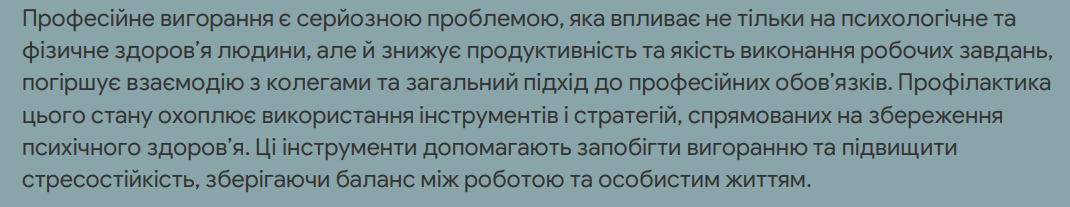 Професійне вигорання є серйозною проблемою, яка впливає не тільки на психологічне та
фізичне здоров’я людини, але й знижує продуктивність та якість виконання робочих завдань,
погіршує взаємодію з колегами та загальний підхід до професійних обов’язків. Профілактика
цього стану охоплює використання інструментів і стратегій, спрямованих на збереження
психічного здоров’я. Ці інструменти допомагають запобігти вигоранню та підвищити
стресостійкість, зберігаючи баланс між роботою та особистим життям.